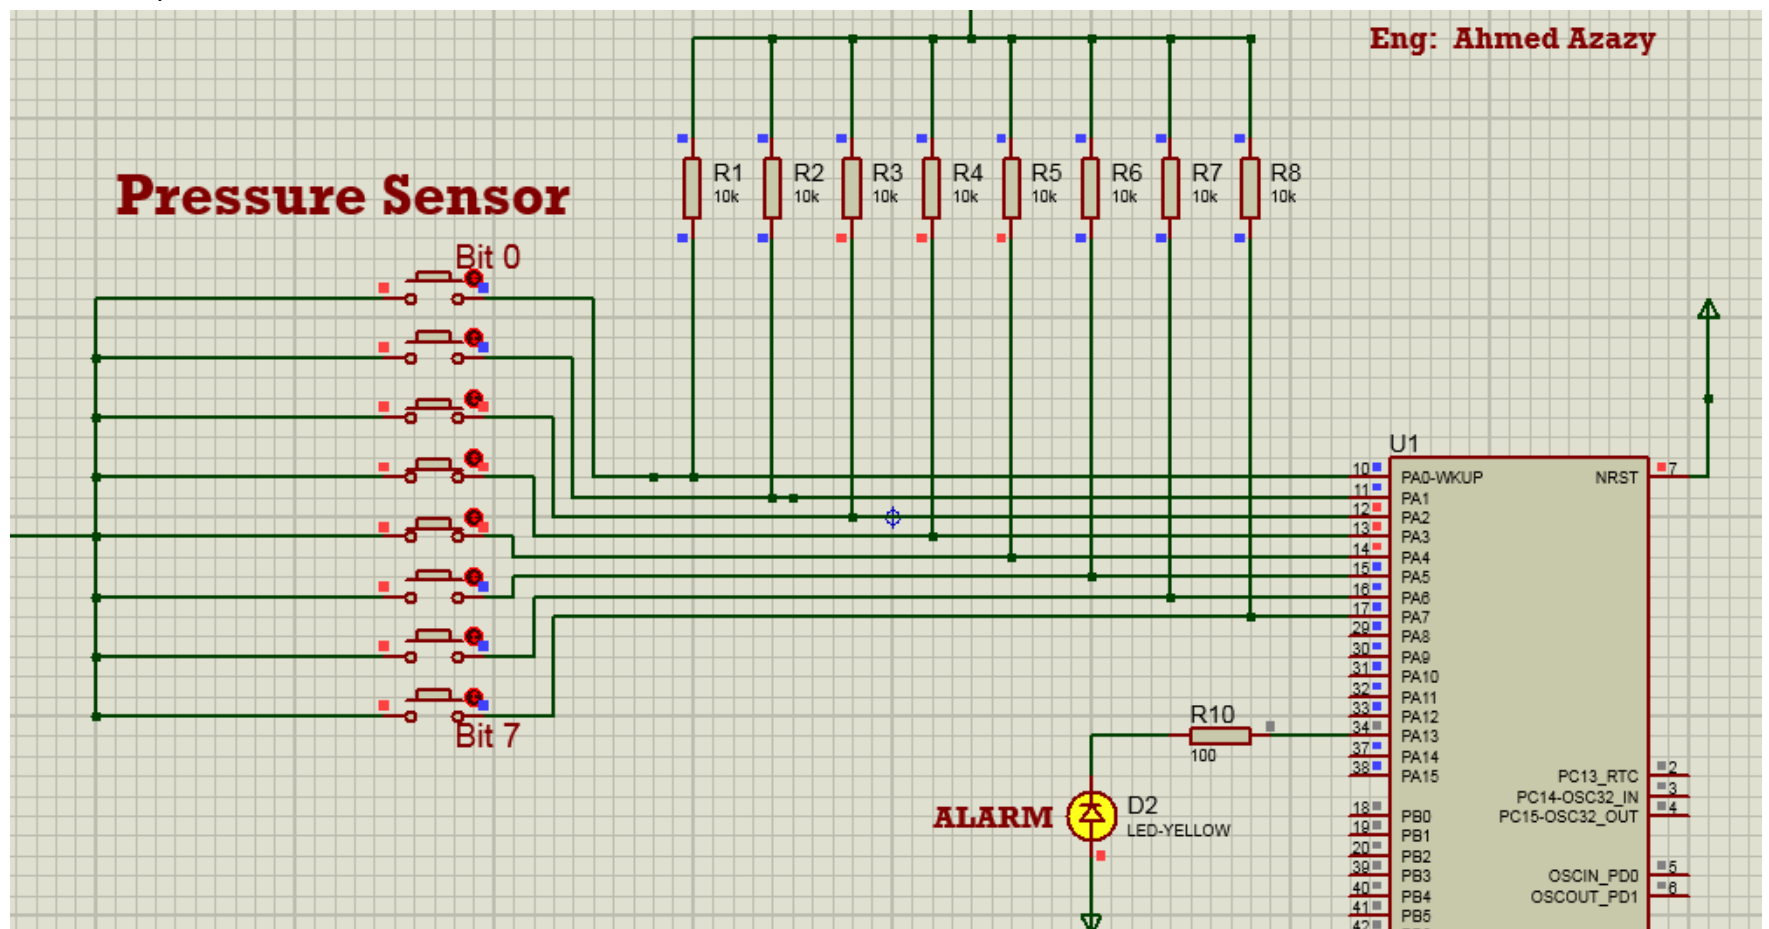 Eng: Ahmed Azazy
R1 R2 R3 R4 R5 R6 R7 R8
10k 10k 10k 10k 10k 10k 10k 10k
Pressure Sensor
Bit 0
Bit 7
U1
10 PA0-WKUP NRST 7
11 PA1
12 PA2
13 PA3
14 PA4
15 PA5
16 PA6
17 PA7
29 PA8
30 PA9
31 PA10
32 PA11
33 PA12
34 PA13
37 PA14
38 PA15 PC13_RTC 2
PC14-OSC32_IN 3
18 PB0 PC15-OSC32_OUT 4
19 PB1
20 PB2
39 PB3 OSCIN_PD0 5
40 PB4 OSCOUT_PD1 6
41 PB5
42
R10
100
ALARM
D2
LED-YELLOW